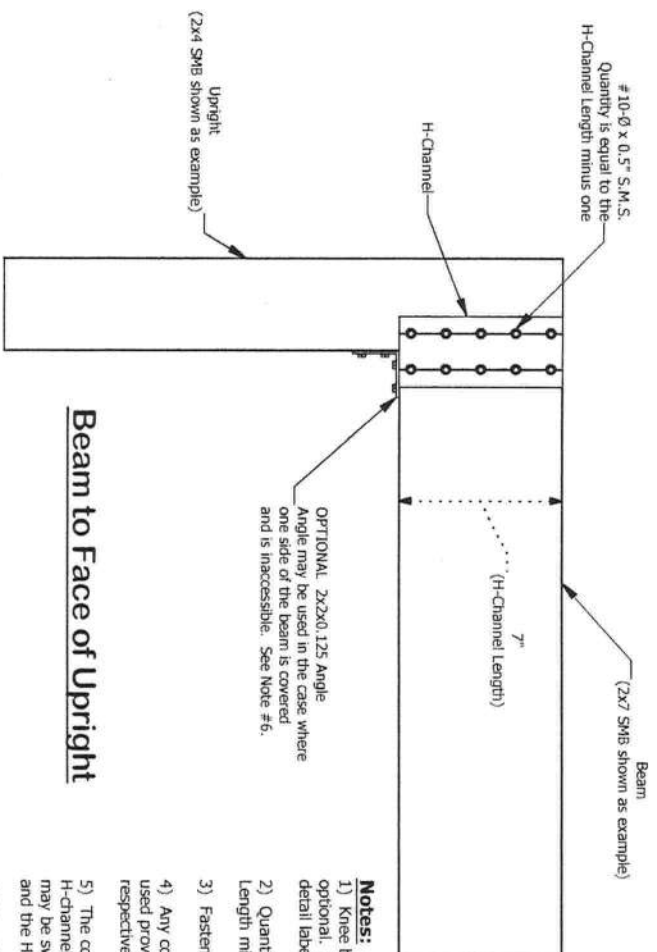 Beam
(2x7 SMB shown as example)
#10-Ø x 0.5" S.M.S.
Quantity is equal to the
H-Channel Length minus one
H-Channel
7"
(H-Channel Length)
Upright
(2x4 SMB shown as example)
OPTIONAL 2x2x0.125 Angle
Angle may be used in the case where
one side of the beam is covered
and is inaccessible. See Note #6.
Beam to Face of Upright
Notes:
1) Knee b
optional.
detail labe
2) Quant
Length mi
3) Fasten
4) Any co
used prov
respective
5) The co
H-channe
may be sv
and the H